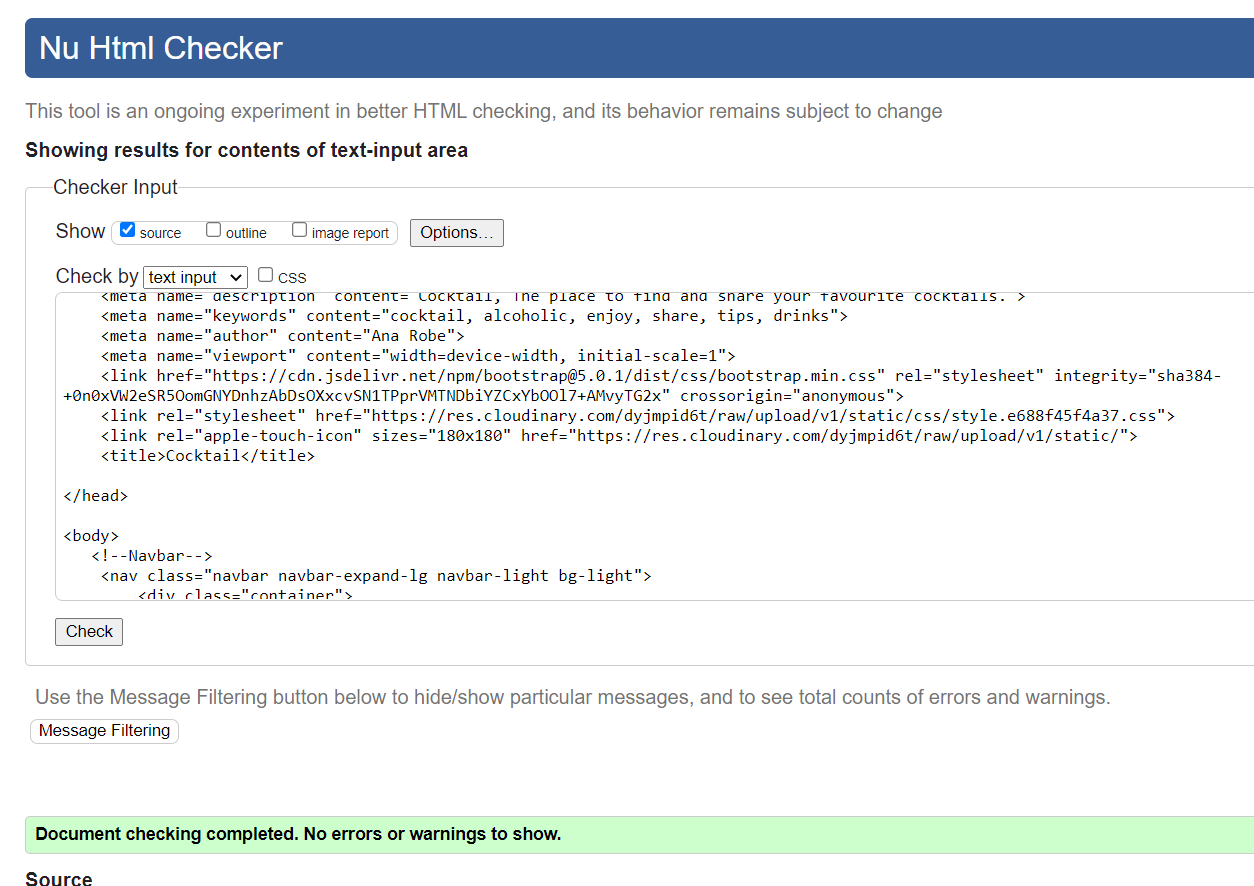 Nu Html Checker
This tool is an ongoing experiment in better HTML checking, and its behavior remains subject to change
Showing results for contents of text-input area
Checker Input
Show source outline image report Options...
Check by text input CSS
<meta name="description" content="Cocktail, The place to find and share your favourite cocktails.">
<meta name="keywords" content="cocktail, alcoholic, enjoy, share, tips, drinks">
<meta name="author" content="Ana Robe">
<meta name="viewport" content="width=device-width, initial-scale=1">
<link href="https://cdn.jsdelivr.net/npm/bootstrap@5.0.1/dist/css/bootstrap.min.css" rel="stylesheet" integrity="sha384-
+0n0xVW2eSR5OomGNYDnhzAbDsOXxcvSN1TPprVMTNDbiYZCxYbOOl7+AMvyTG2x" crossorigin="anonymous">
<link rel="stylesheet" href="https://res.cloudinary.com/dyjmpid6t/raw/upload/v1/static/css/style.e688f45f4a37.css">
<link rel="apple-touch-icon" sizes="180x180" href="https://res.cloudinary.com/dyjmpid6t/raw/upload/v1/static/">
<title>Cocktail</title>
</head>
<body>
<!--Navbar-->
<nav class="navbar navbar-expand-lg navbar-light bg-light">
<div class="container">
Check
Use the Message Filtering button below to hide/show particular messages, and to see total counts of errors and warnings.
Message Filtering
Document checking completed. No errors or warnings to show.
Source